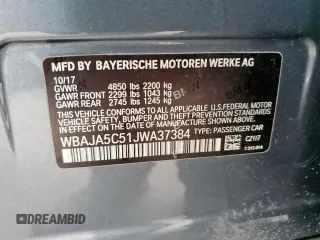 MFD BY BAYERISCHE MOTOREN WERKE AG
10/17
GVWR 4850 lbs 2200 kg
GAWR FRONT 2299 lbs 1043 kg
GAWR REAR 2745 lbs 1245 kg
THIS VEHICLE CONFORMS TO ALL APPLICABLE U.S. FEDERAL MOTOR
VEHICLE SAFETY, BUMPER, AND THEFT PREVENTION STANDARDS
IN EFFECT ON THE DATE OF MANUFACTURE SHOWN ABOVE.
WBAJA5C51JWA37384 TYPE: PASSENGER CAR
CZ1/7
DREAMBID